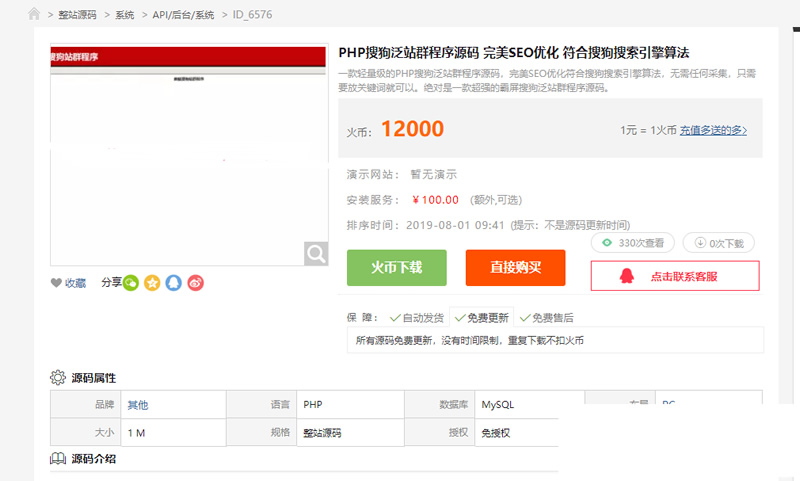 > 整站源码 > 系统 > API/后台/系统 > ID_6576
搜狗站群程序
PHP搜狗泛站群程序源码 完美SEO优化 符合搜狗搜索引擎算法
一款轻量级的PHP搜狗泛站群程序源码，完美SEO优化符合搜狗搜索引擎算法，无需任何采集，只需
要放关键词就可以。绝对是一款超强的霸屏搜狗泛站群程序源码。
火币： 12000 1元 = 1火币 充值多送的多>
演示网站： 暂无演示
安装服务： ￥100.00 (额外,可选)
排序时间：2019-08-01 09:41 (提示：不是源码更新时间)
330次查看 0次下载
火币下载 直接购买 点击联系客服
收藏 分享
保 障： 自动发货 免费更新 免费售后
所有源码免费更新，没有时间限制，重复下载不扣火币
源码属性
品牌 其他 语言 PHP 数据库 MySQL
大小 1 M 规格 整站源码 授权 免授权
源码介绍